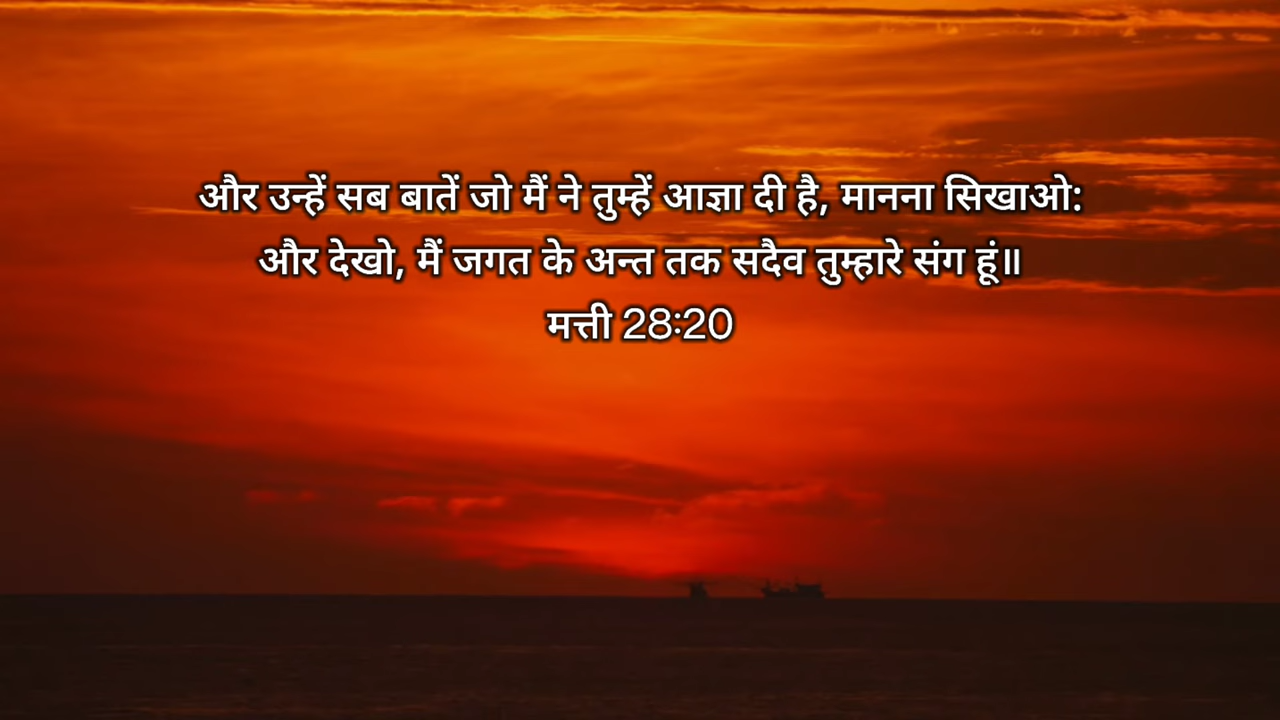 और उन्हें सब बातें जो मैं ने तुम्हें आज्ञा दी है, मानना सिखाओ:
और देखो, मैं जगत के अन्त तक सदैव तुम्हारे संग हूं॥
मत्ती 28:20